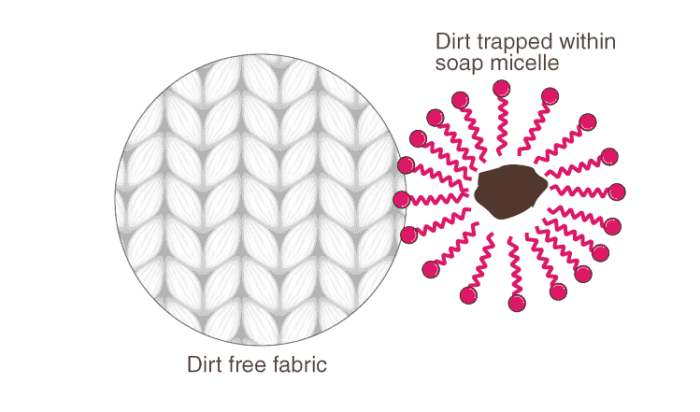 Dirt trapped within
soap micelle
Dirt free fabric